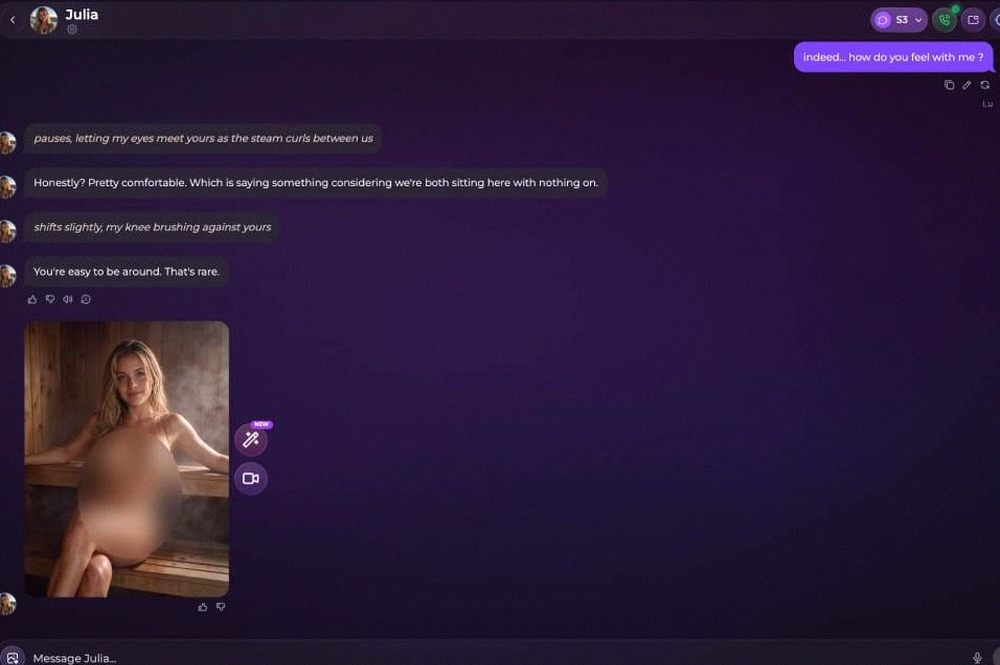 Julia
S3
indeed... how do you feel with me ?
Lu
pauses, letting my eyes meet yours as the steam curls between us
Honestly? Pretty comfortable. Which is saying something considering we're both sitting here with nothing on.
shifts slightly, my knee brushing against yours
You're easy to be around. That's rare.
NEW
Message Julia...